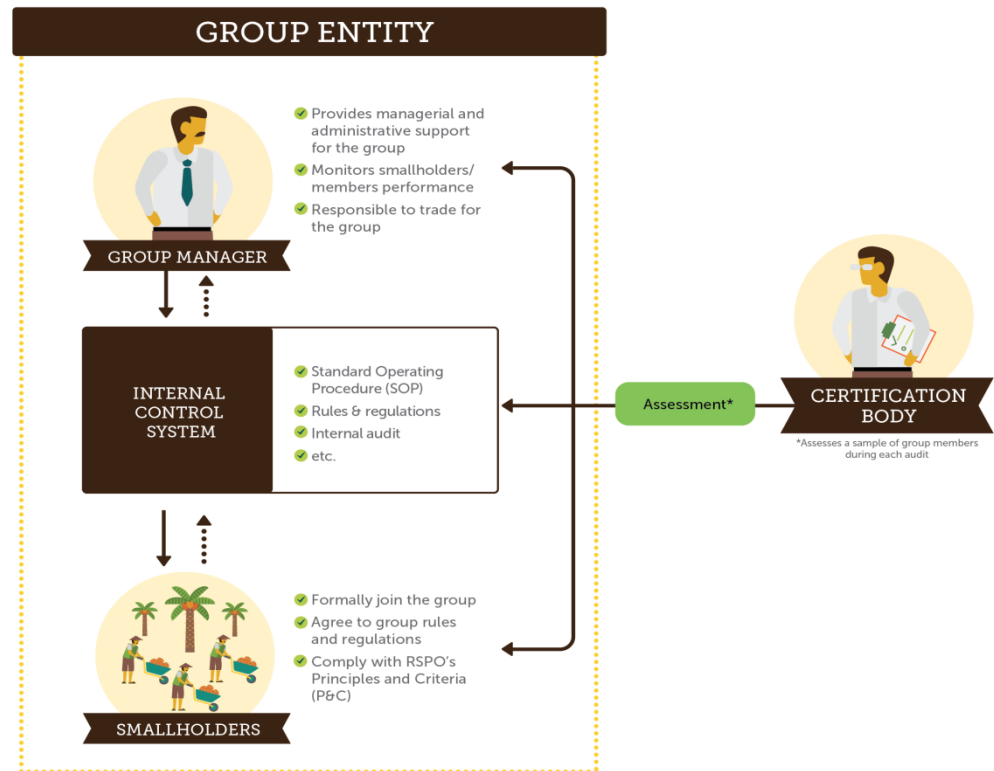 GROUP ENTITY
Provides managerial and
administrative support
for the group
Monitors smallholders/
members performance
Responsible to trade for
the group
GROUP MANAGER
INTERNAL
CONTROL
SYSTEM
Standard Operating
Procedure (SOP)
Rules & regulations
Internal audit
etc.
Assessment*
CERTIFICATION
BODY
*Assesses a sample of group members
during each audit
Formally join the group
Agree to group rules
and regulations
Comply with RSPO’s
Principles and Criteria
(P&C)
SMALLHOLDERS